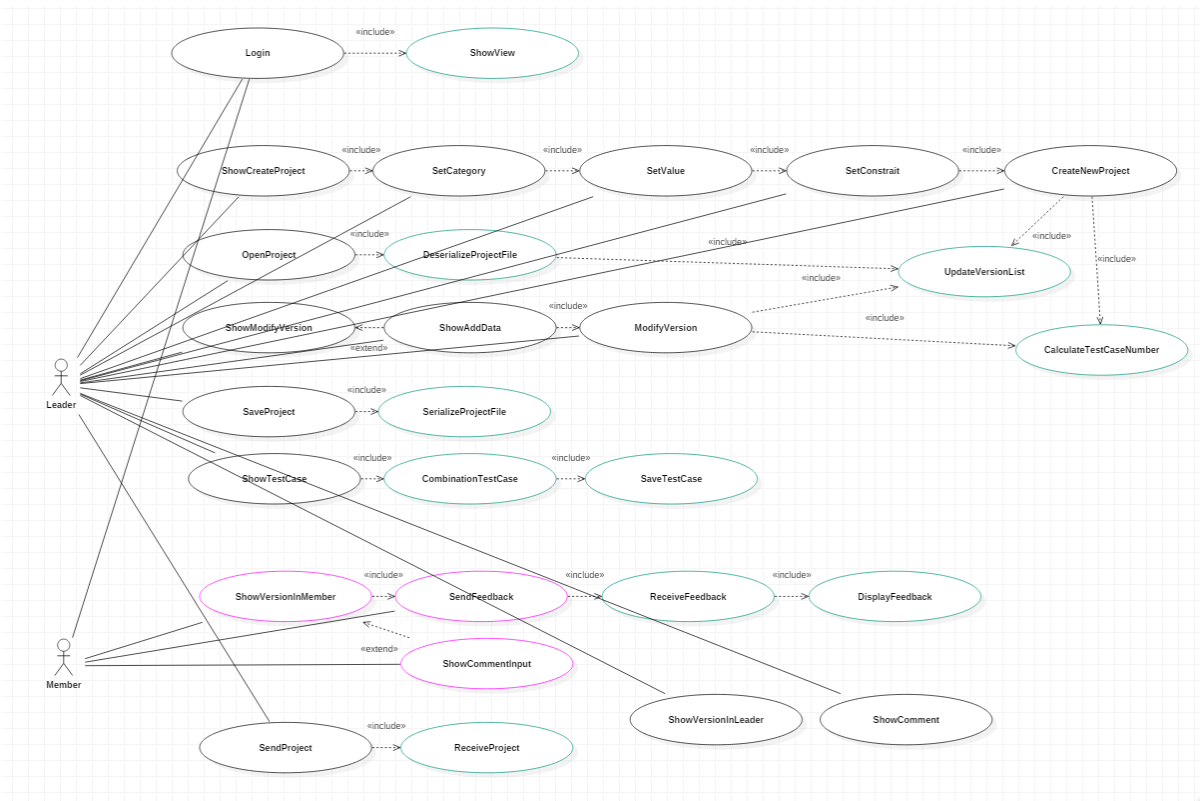 «include»
Login
ShowView
«include»
«include»
«include»
«include»
ShowCreateProject
SetCategory
SetValue
SetConstrait
CreateNewProject
«include»
«include»
«include»
OpenProject
DeserializeProjectFile
«include»
UpdateVersionList
«include»
«include»
«include»
ShowModifyVersion
ShowAddData
ModifyVersion
«extend»
CalculateTestCaseNumber
Leader
«include»
SaveProject
SerializeProjectFile
«include»
«include»
ShowTestCase
CombinationTestCase
SaveTestCase
«include»
«include»
«include»
ShowVersionInMember
SendFeedback
ReceiveFeedback
DisplayFeedback
«extend»
ShowCommentInput
Member
ShowVersionInLeader
ShowComment
«include»
SendProject
ReceiveProject